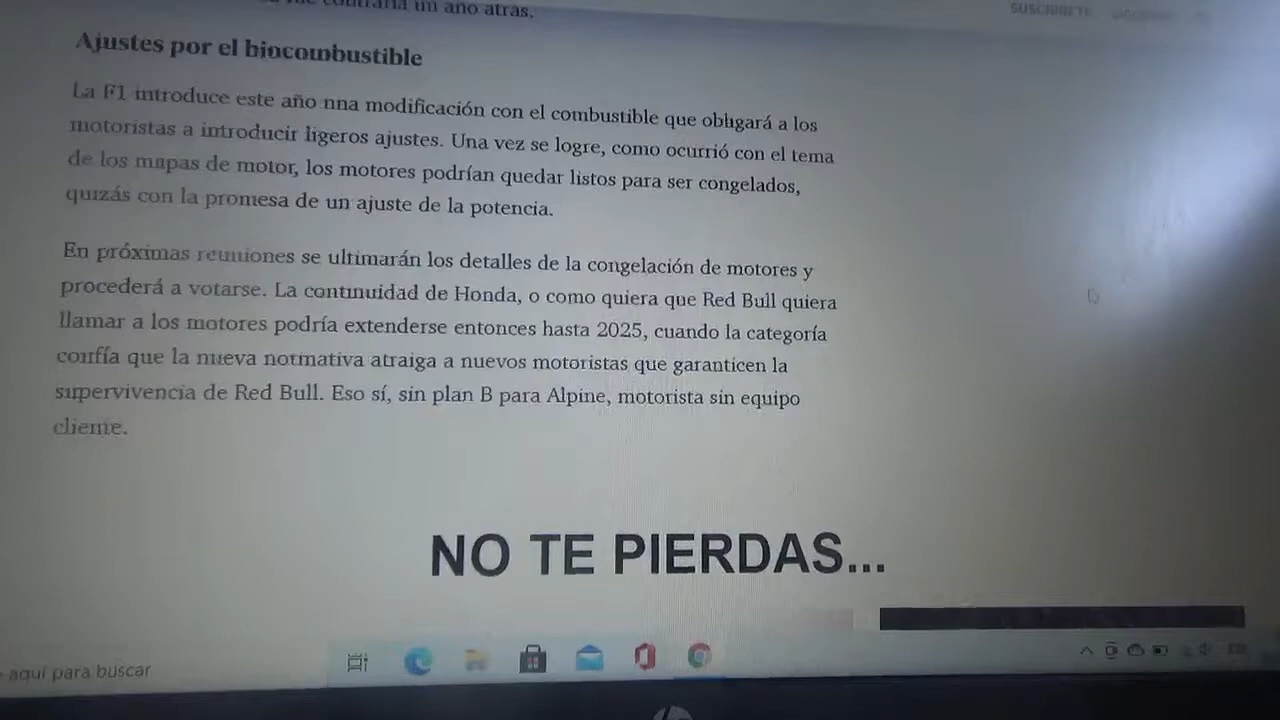 un año atrás.
SUSCRÍBETE
Ajustes por el biocombustible
La F1 introduce este año una modificación con el combustible que obligará a los
motoristas a introducir ligeros ajustes. Una vez se logre, como ocurrió con el tema
de los mapas de motor, los motores podrían quedar listos para ser congelados,
quizás con la promesa de un ajuste de la potencia.
En próximas reuniones se ultimarán los detalles de la congelación de motores y
procederá a votarse. La continuidad de Honda, o como quiera que Red Bull quiera
llamar a los motores podría extenderse entonces hasta 2025, cuando la categoría
confía que la nueva normativa atraiga a nuevos motoristas que garanticen la
supervivencia de Red Bull. Eso sí, sin plan B para Alpine, motorista sin equipo
cliente.
NO TE PIERDAS...
aquí para buscar